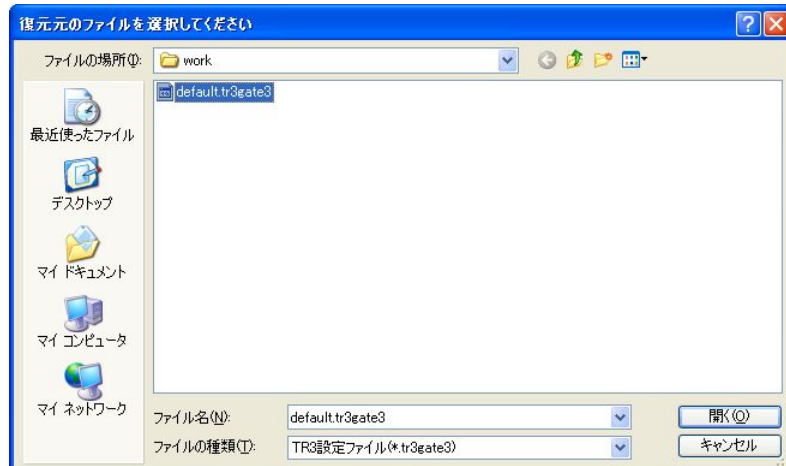 復元元のファイルを選択してください
ファイルの場所(I):
work
default.tr3gate3
最近使ったファイル
デスクトップ
マイ ドキュメント
マイ コンピュータ
マイ ネットワーク
ファイル名(N):
default.tr3gate3
開く(O)
ファイルの種類(T):
TR3設定ファイル(*.tr3gate3)
キャンセル